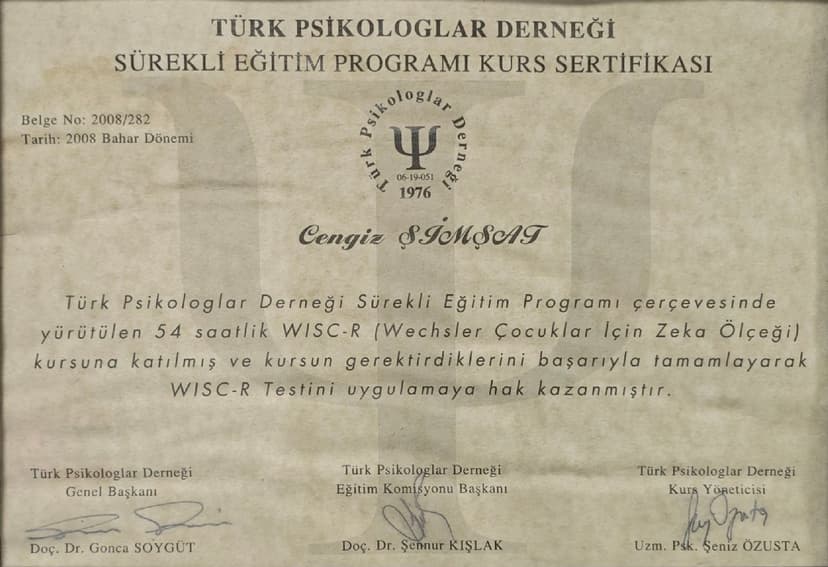 TÜRK PSİKOLOGLAR DERNEĞİ
SÜREKLİ EĞİTİM PROGRAMI KURS SERTİFİKASI
Belge No: 2008/282
Tarih: 2008 Bahar Dönemi
Türk Psikologlar Derneği
06-19-051
1976
Cengiz ŞİMŞAT
Türk Psikologlar Derneği Sürekli Eğitim Programı çerçevesinde
yürütülen 54 saatlik WISC-R (Wechsler Çocuklar İçin Zeka Ölçeği)
kursuna katılmış ve kursun gerektirdiklerini başarıyla tamamlayarak
WISC-R Testini uygulamaya hak kazanmıştır.
Türk Psikologlar Derneği
Genel Başkanı
Doç. Dr. Gonca SOYGÜT
Türk Psikologlar Derneği
Eğitim Komisyonu Başkanı
Doç. Dr. Şennur KIŞLAK
Türk Psikologlar Derneği
Kurs Yöneticisi
Uzm. Psk. Şeniz ÖZUSTA